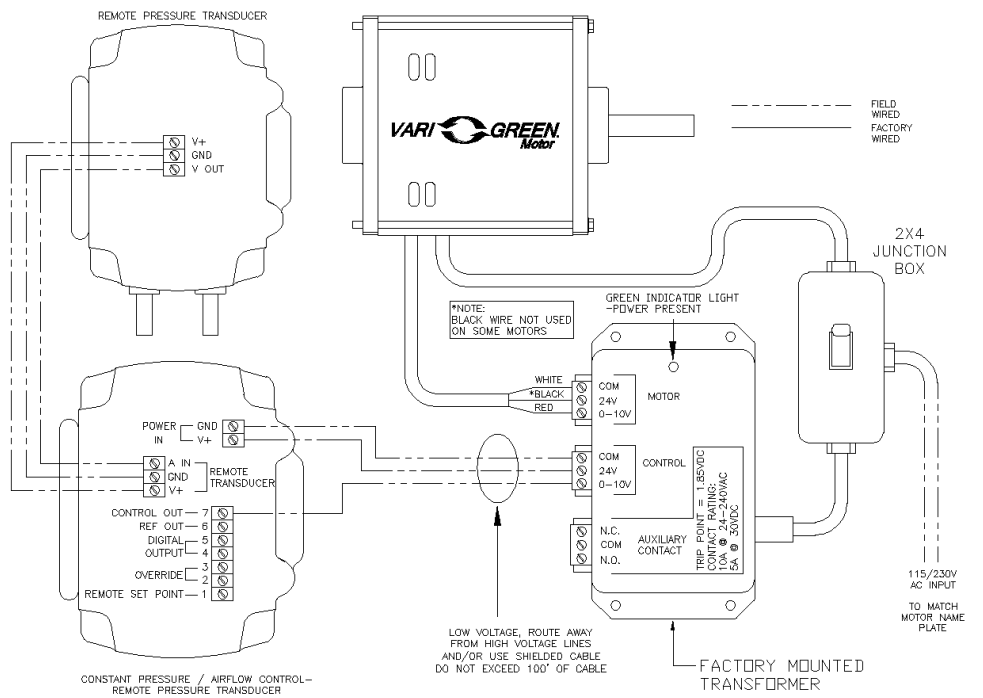 REMOTE PRESSURE TRANSDUCER
V+
GND
V OUT
VARI GREEN.
Motor
FIELD
WIRED
FACTORY
WIRED
2X4
JUNCTION
BOX
*NOTE:
BLACK WIRE NOT USED
ON SOME MOTORS
GREEN INDICATOR LIGHT
-POWER PRESENT
WHITE
*BLACK
RED
COM
24V
0-10V
MOTOR
POWER
IN
GND
V+
A IN
GND
V+
REMOTE
TRANSDUCER
CONTROL OUT 7
REF OUT 6
DIGITAL
OUTPUT
5
4
OVERRIDE
3
2
REMOTE SET POINT 1
COM
24V
0-10V
CONTROL
N.C.
COM
N.O.
AUXILIARY
CONTACT
TRIP POINT = 1.85VDC
CONTACT RATING:
10A @ 24-240VAC
5A @ 30VDC
115/230V
AC INPUT
TO MATCH
MOTOR NAME
PLATE
LOW VOLTAGE, ROUTE AWAY
FROM HIGH VOLTAGE LINES
AND/OR USE SHIELDED CABLE
DO NOT EXCEED 100' OF CABLE
FACTORY MOUNTED
TRANSFORMER
CONSTANT PRESSURE / AIRFLOW CONTROL-
REMOTE PRESSURE TRANSDUCER